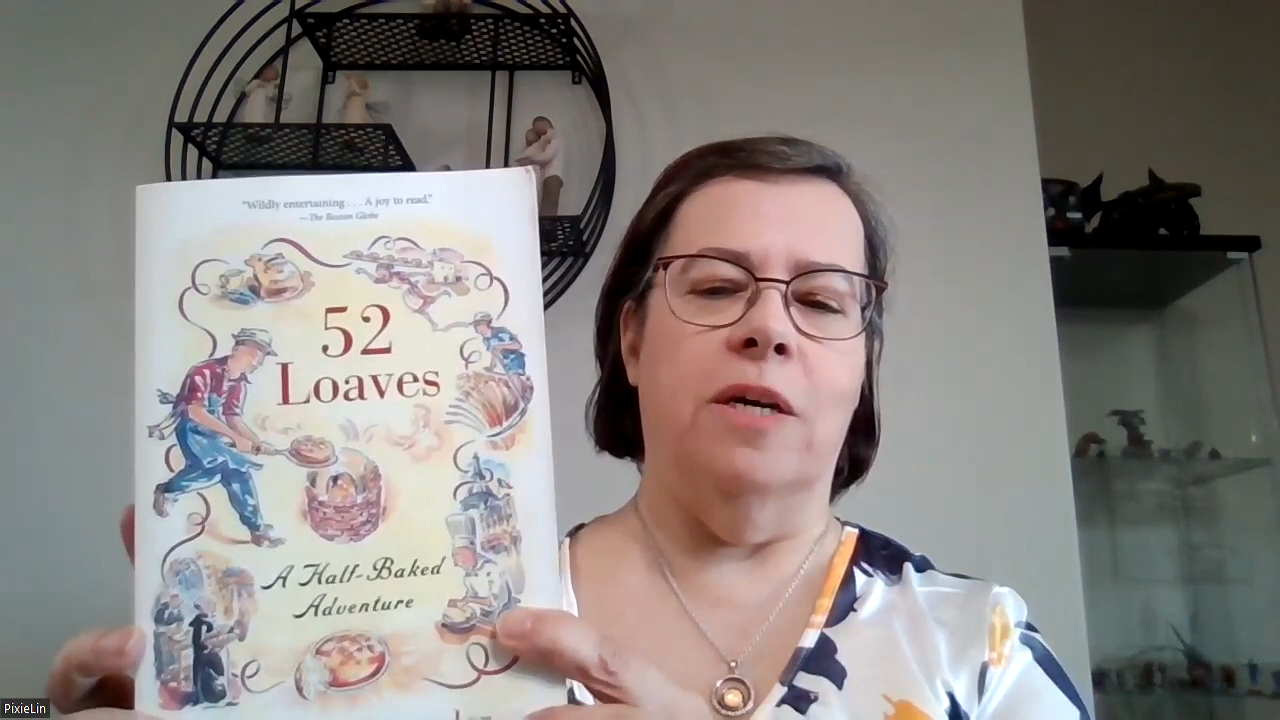 "Wildly entertaining . . . A joy to read."
—The Boston Globe
52
Loaves
A Half-Baked
Adventure
PixieLin